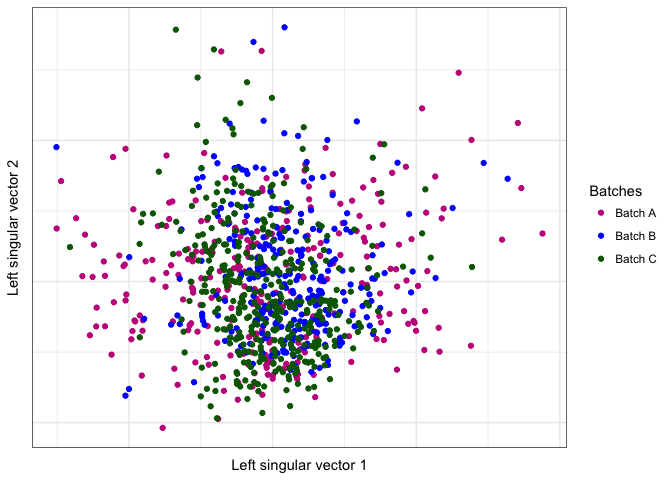 Left singular vector 2
Left singular vector 1
Batches
Batch A
Batch B
Batch C